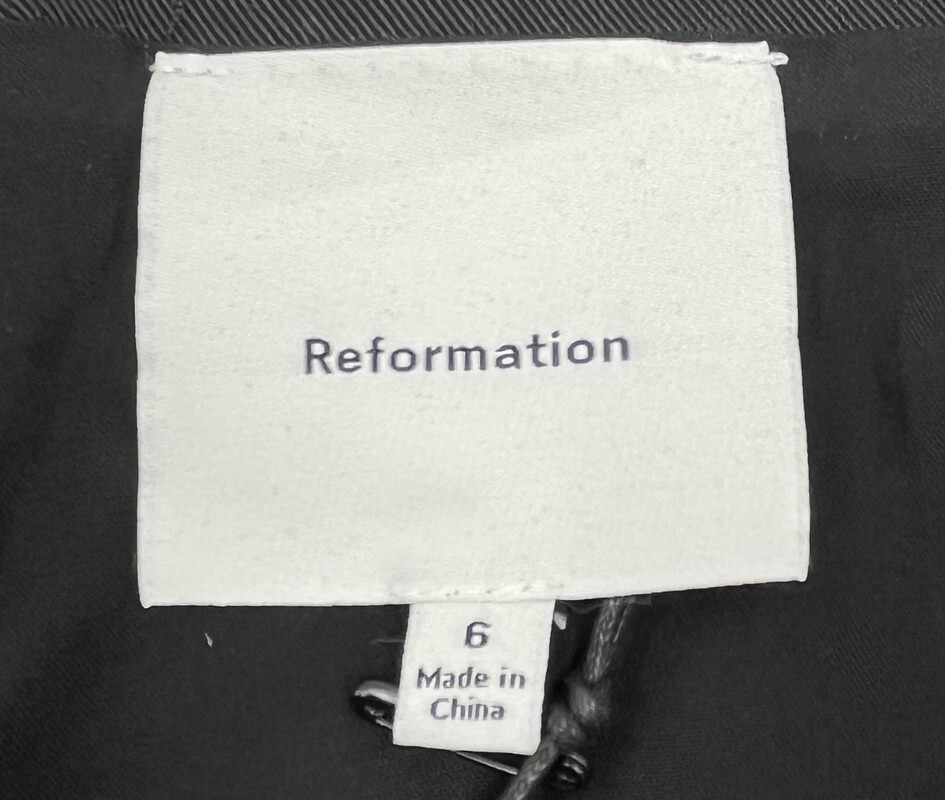 Reformation
6
Made in
China